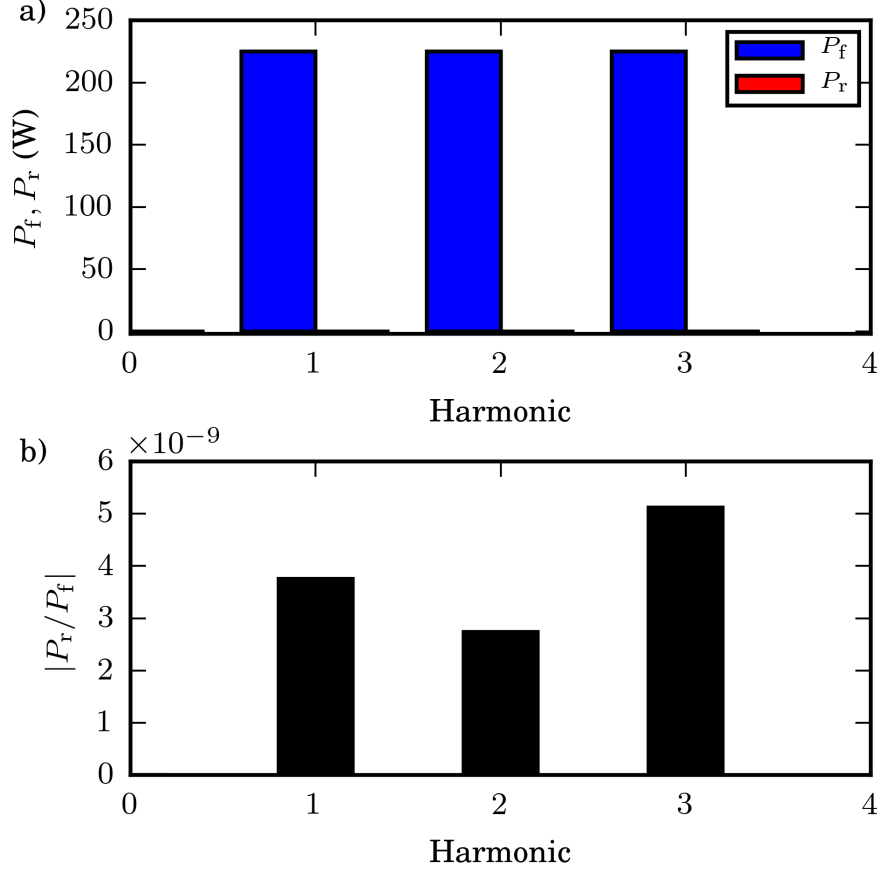 a)
250
200
150
100
50
0
P_f, P_r (W)
P_f
P_r
0 1 2 3 4
Harmonic
b)
×10⁻⁹
6
5
4
3
2
1
0
|P_r/P_f|
0 1 2 3 4
Harmonic